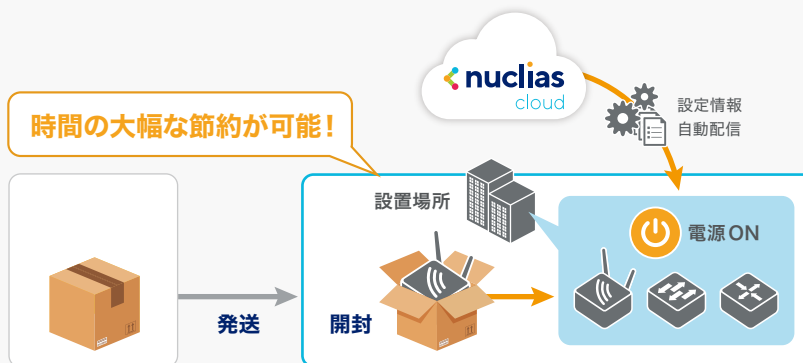 nuclias
cloud
設定情報
自動配信
時間の大幅な節約が可能！
設置場所
電源ON
発送
開封